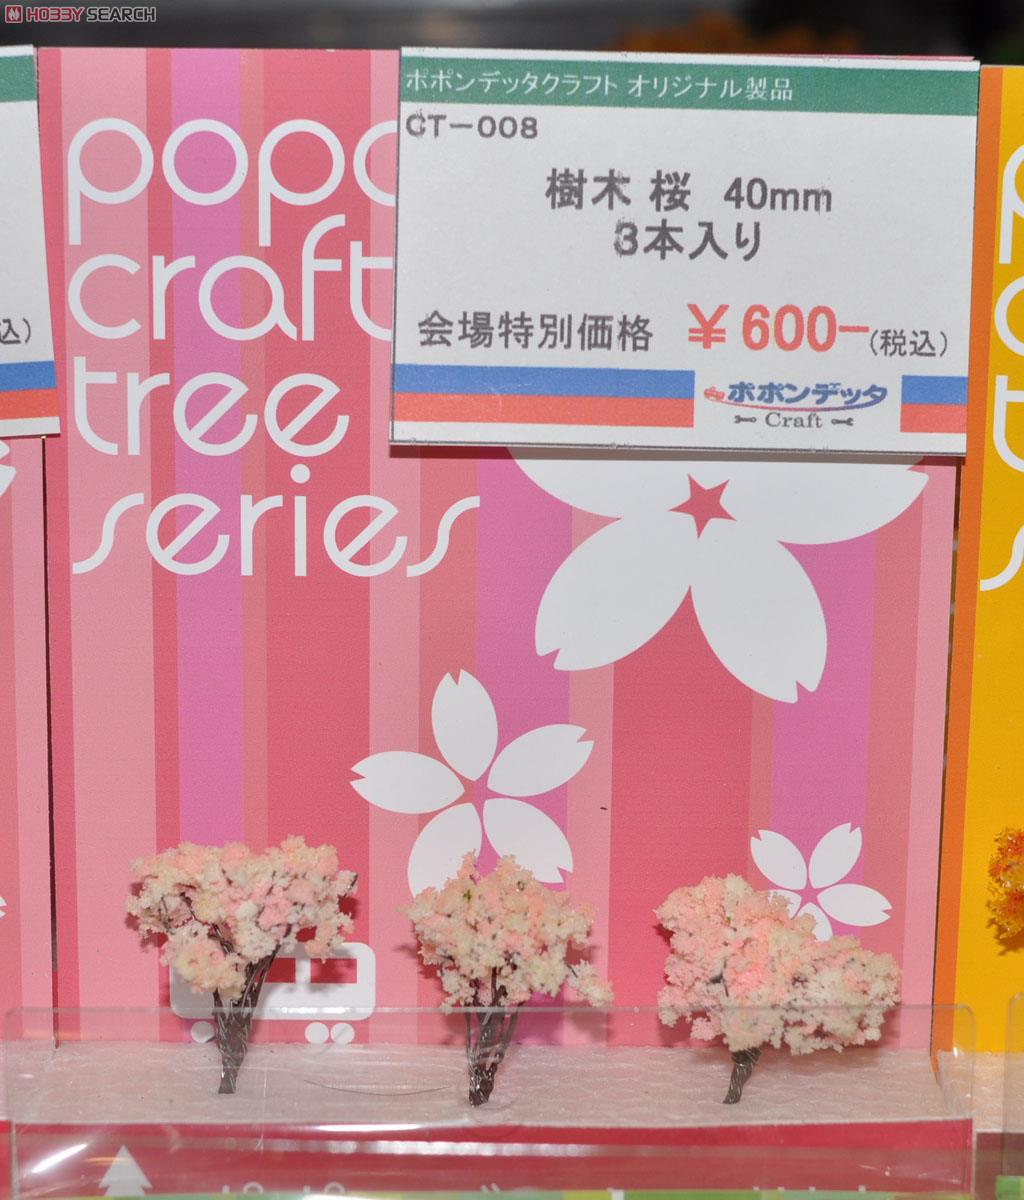 HOBBY SEARCH
ポポンデッタクラフト オリジナル製品
CT-008
樹木 桜 40mm
3本入り
会場特別価格 ¥600-(税込)
ポポンデッタ
Craft
craft
tree
series
込)